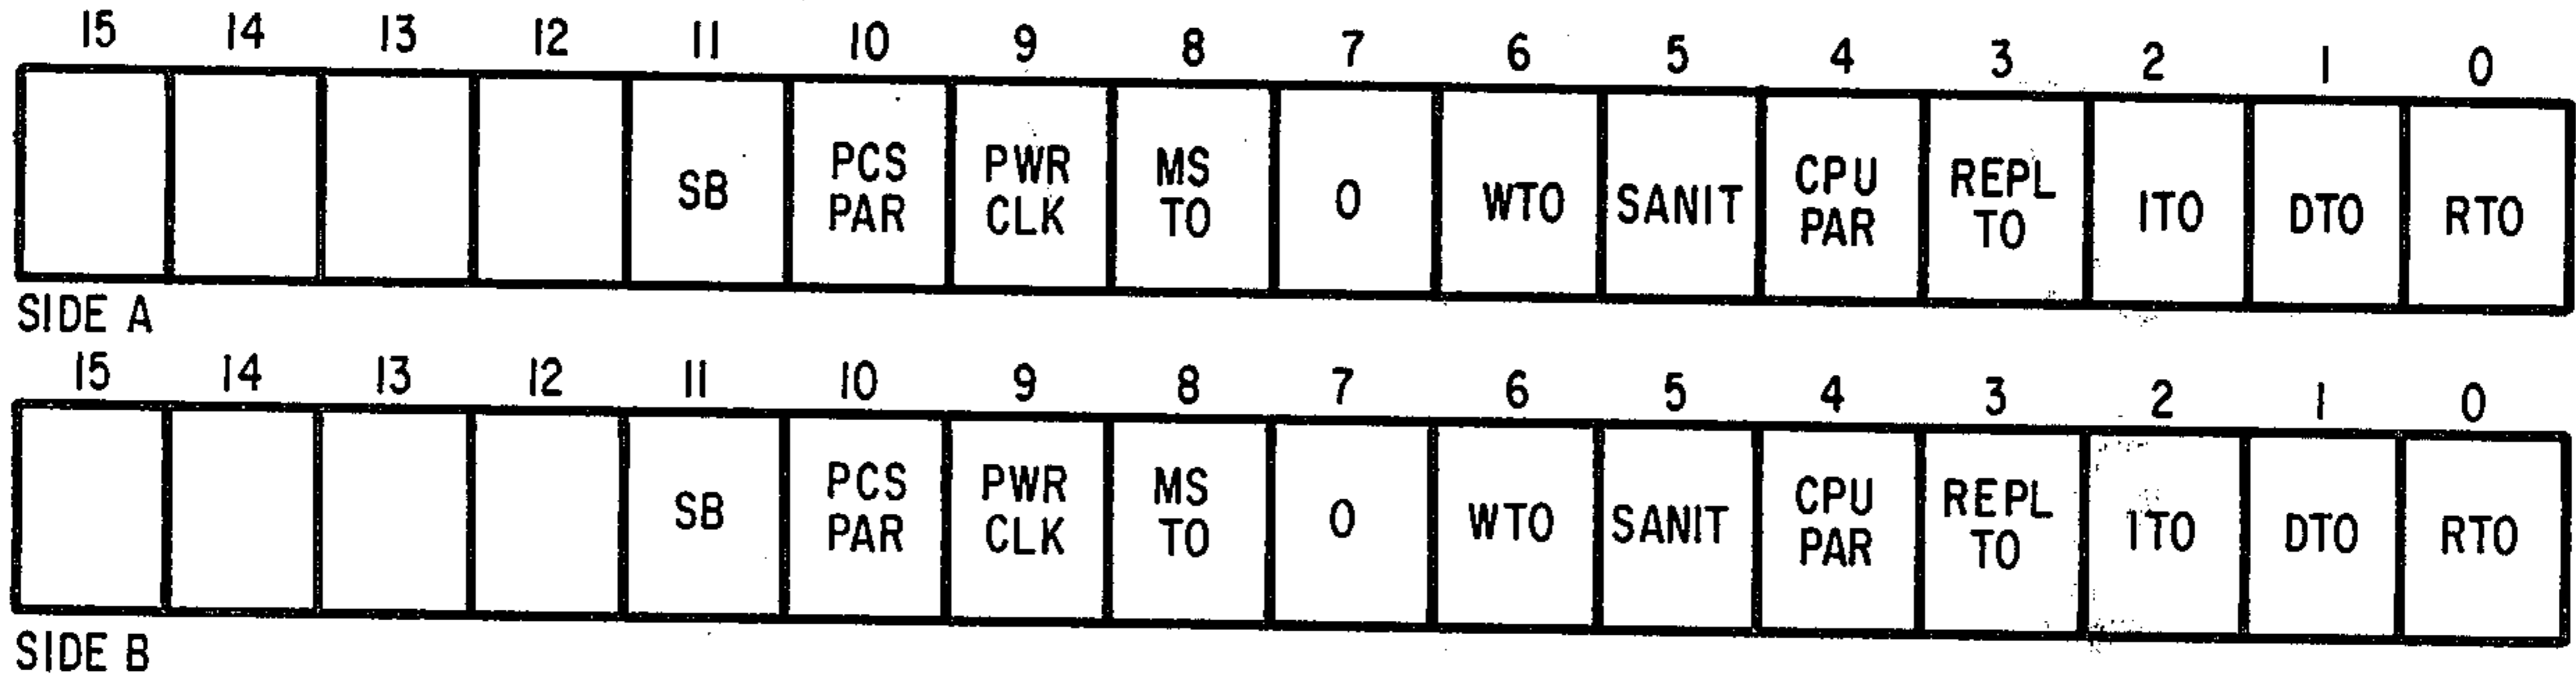 15 14 13 12 11 10 9 8 7 6 5 4 3 2 1 0
SB PCS PAR PWR CLK MS TO 0 WTO SANIT CPU PAR REPL TO ITO DTO RTO
SIDE A
15 14 13 12 11 10 9 8 7 6 5 4 3 2 1 0
SB PCS PAR PWR CLK MS TO 0 WTO SANIT CPU PAR REPL TO ITO DTO RTO
SIDE B